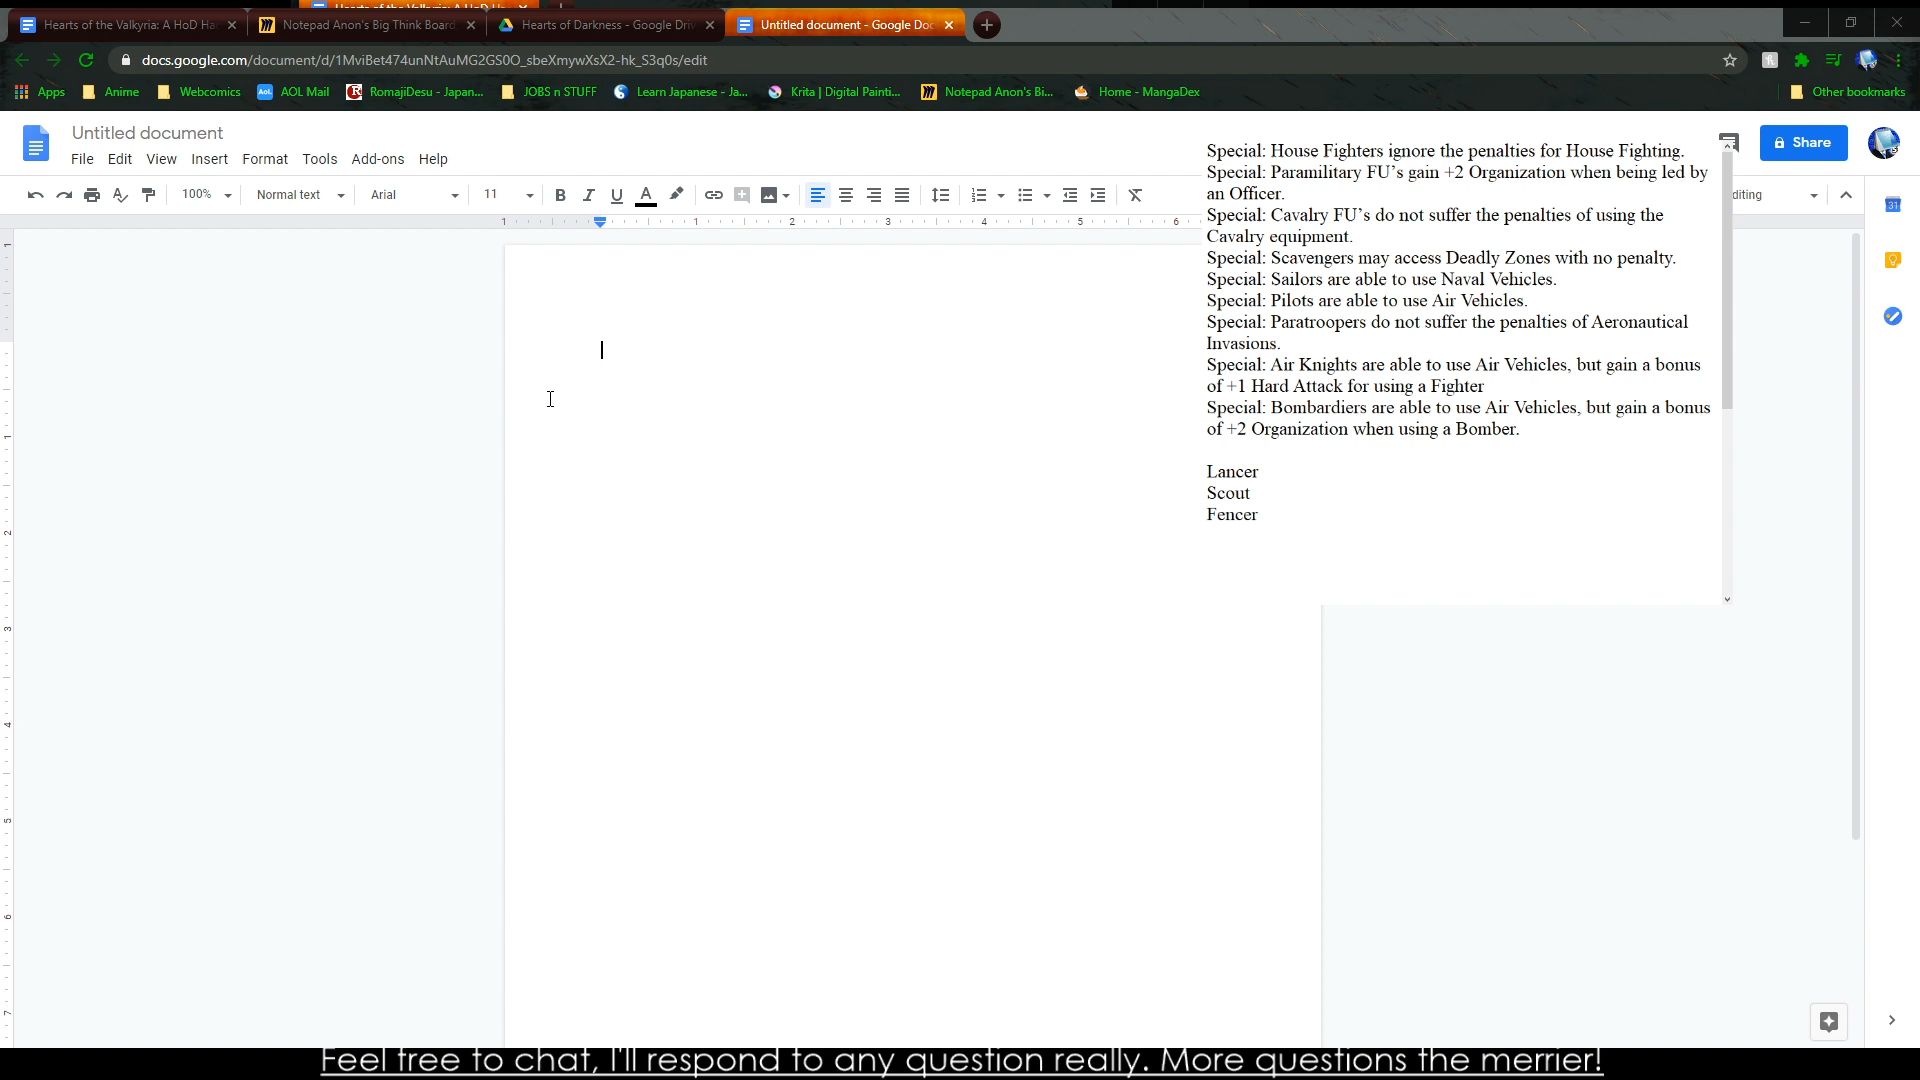 Hearts of the Valkyria: A HoD Ha
Notepad Anon's Big Think Board
Hearts of Darkness - Google Driv
Untitled document - Google Doc
docs.google.com/document/d/1MviBet474unNtAuMG2GS0O_sbeXmywXsX2-hk_S3q0s/edit
Apps
Anime
Webcomics
AOL Mail
RomajiDesu - Japan...
JOBS n STUFF
Learn Japanese - Ja...
Krita | Digital Painti...
Notepad Anon's Bi...
Home - MangaDex
Other bookmarks
Untitled document
File Edit View Insert Format Tools Add-ons Help
Share
100% Normal text Arial 11
diting
1 1 2 3 4 5 6
Special: House Fighters ignore the penalties for House Fighting.
Special: Paramilitary FU's gain +2 Organization when being led by
an Officer.
Special: Cavalry FU's do not suffer the penalties of using the
Cavalry equipment.
Special: Scavengers may access Deadly Zones with no penalty.
Special: Sailors are able to use Naval Vehicles.
Special: Pilots are able to use Air Vehicles.
Special: Paratroopers do not suffer the penalties of Aeronautical
Invasions.
Special: Air Knights are able to use Air Vehicles, but gain a bonus
of +1 Hard Attack for using a Fighter
Special: Bombardiers are able to use Air Vehicles, but gain a bonus
of +2 Organization when using a Bomber.
Lancer
Scout
Fencer
Feel free to chat, I'll respond to any question really. More questions the merrier!